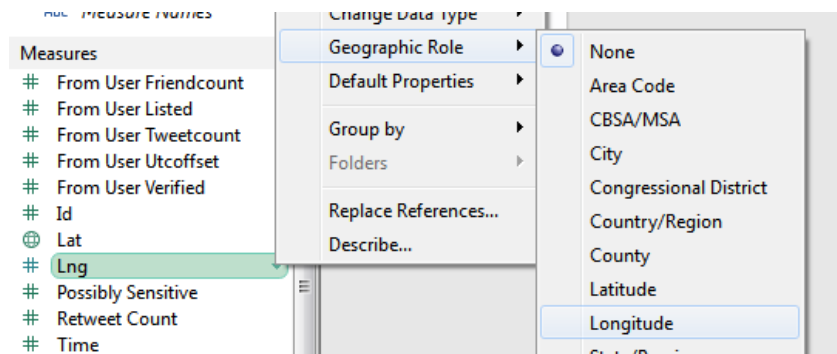 Abc Measure Names
Measures
# From User Friendcount
# From User Listed
# From User Tweetcount
# From User Utcoffset
# From User Verified
# Id
Lat
# Lng
# Possibly Sensitive
# Retweet Count
# Time
Change Data Type
Geographic Role
Default Properties
Group by
Folders
Replace References...
Describe...
None
Area Code
CBSA/MSA
City
Congressional District
Country/Region
County
Latitude
Longitude